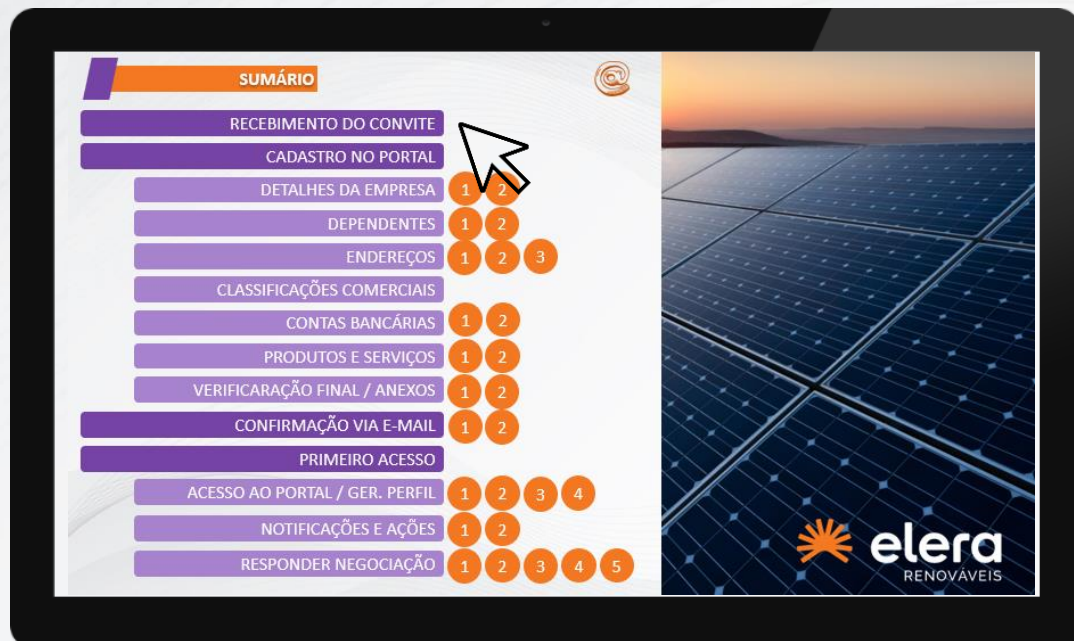 SUMÁRIO
RECEBIMENTO DO CONVITE
CADASTRO NO PORTAL
DETALHES DA EMPRESA 1 2
DEPENDENTES 1 2
ENDEREÇOS 1 2 3
CLASSIFICAÇÕES COMERCIAIS
CONTAS BANCÁRIAS 1 2
PRODUTOS E SERVIÇOS 1 2
VERIFICARAÇÃO FINAL / ANEXOS 1 2
CONFIRMAÇÃO VIA E-MAIL 1 2
PRIMEIRO ACESSO
ACESSO AO PORTAL / GER. PERFIL 1 2 3 4
NOTIFICAÇÕES E AÇÕES 1 2
RESPONDER NEGOCIAÇÃO 1 2 3 4 5
elera
RENOVÁVEIS